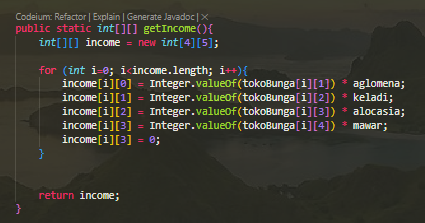 Codeium: Refactor | Explain | Generate Javadoc | ×
public static int[][] getIncome(){
int[][] income = new int[4][5];
for (int i=0; i<income.length; i++){
income[i][0] = Integer.valueOf(tokoBunga[i][1]) * aglomena;
income[i][1] = Integer.valueOf(tokoBunga[i][2]) * keladi;
income[i][2] = Integer.valueOf(tokoBunga[i][3]) * alocasia;
income[i][3] = Integer.valueOf(tokoBunga[i][4]) * mawar;
income[i][3] = 0;
}
return income;
}